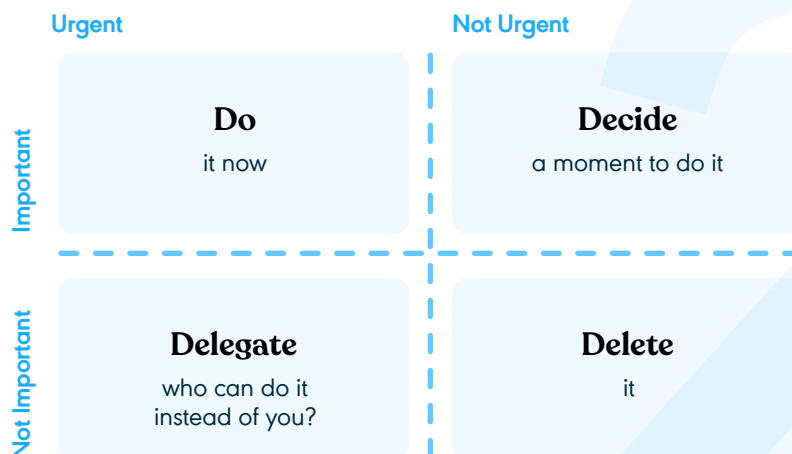 Urgent
Not Urgent
Important
Do
it now
Decide
a moment to do it
Not Important
Delegate
who can do it
instead of you?
Delete
it